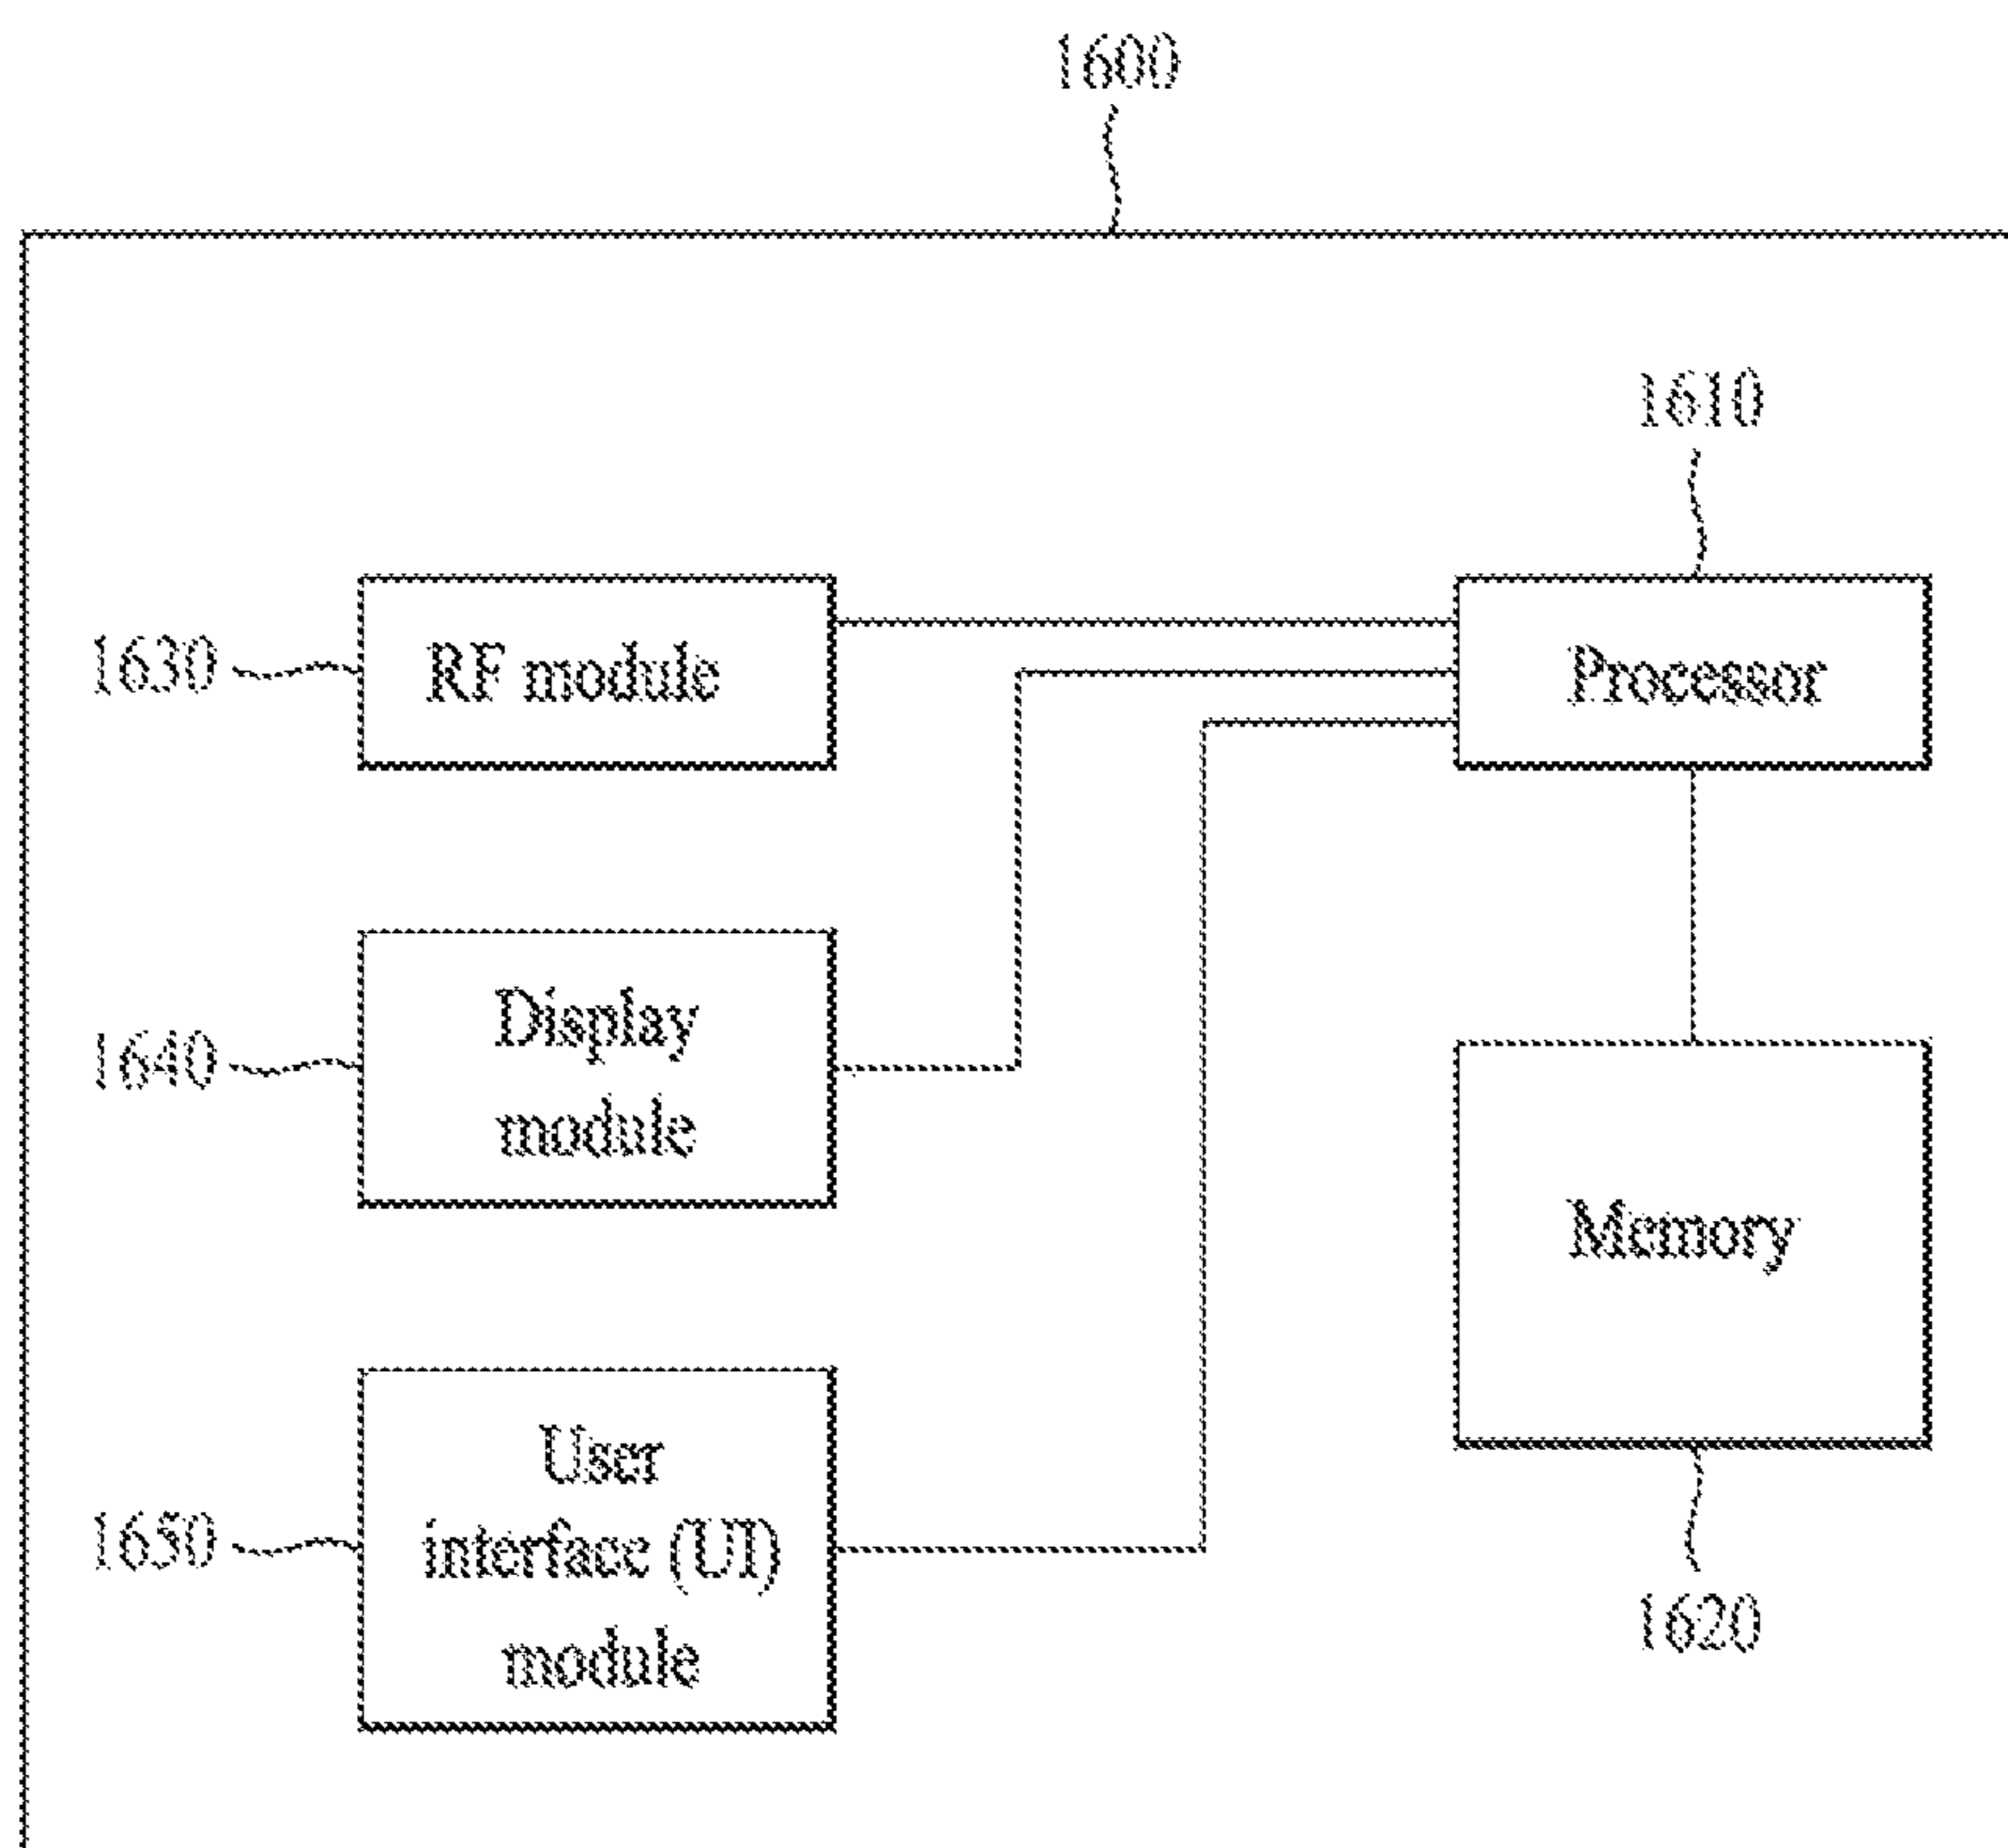 1600
1610
1630
RF module
Processor
1640
Display
module
Memory
1650
User
interface (UI)
module
1620